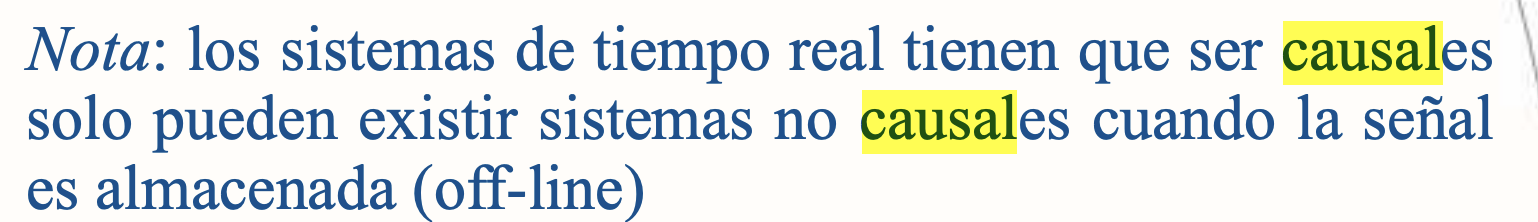 Nota: los sistemas de tiempo real tienen que ser causales
solo pueden existir sistemas no causales cuando la señal
es almacenada (off-line)